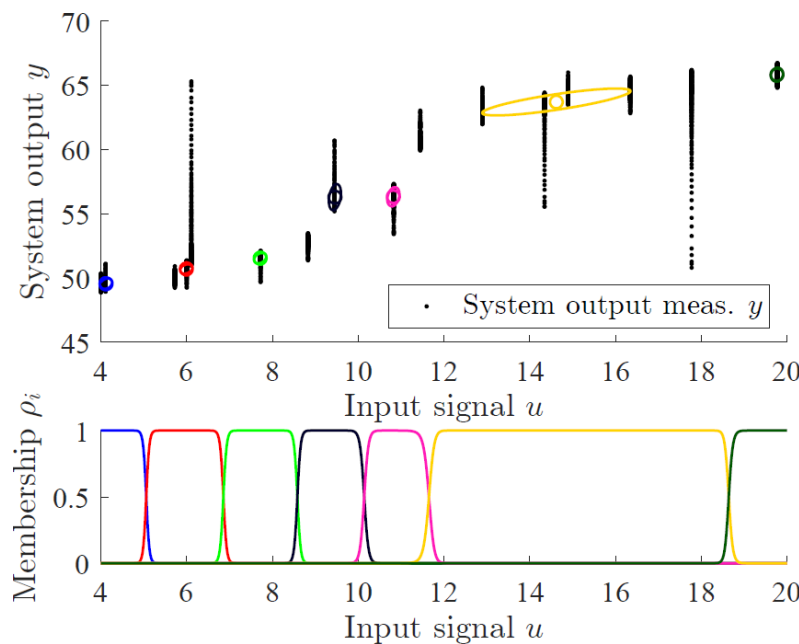 70
65
60
55
50
45
System output y
System output meas. y
4 6 8 10 12 14 16 18 20
Input signal u
1
0.5
0
Membership ρi
4 6 8 10 12 14 16 18 20
Input signal u